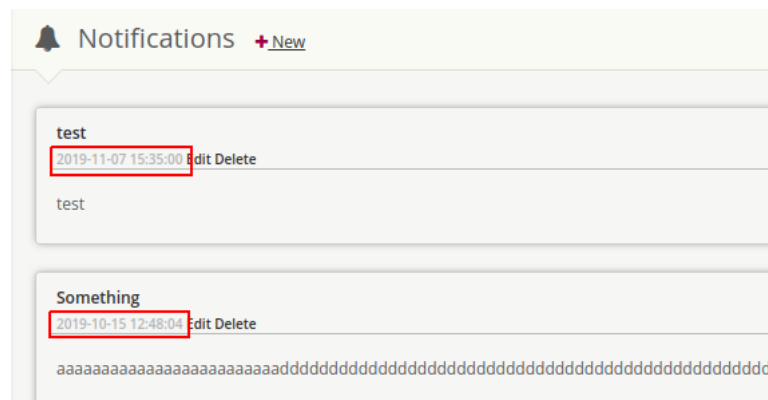 Notifications + New
test
2019-11-07 15:35:00 Edit Delete
test
Something
2019-10-15 12:48:04 Edit Delete